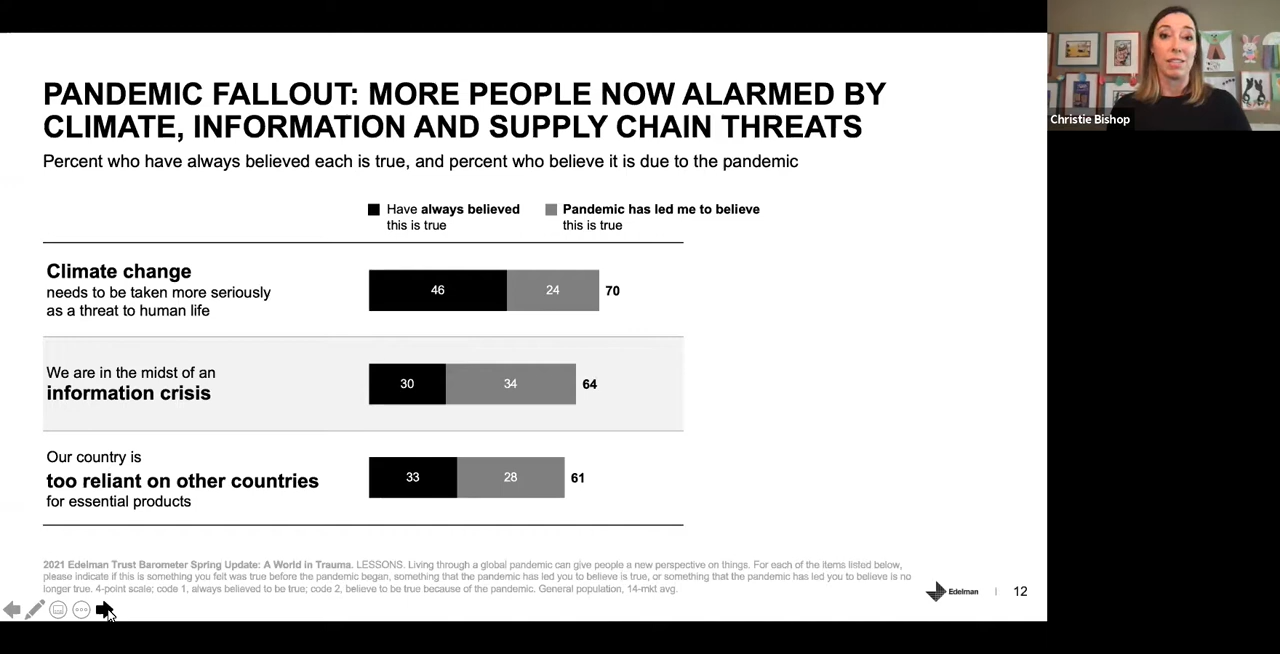 PANDEMIC FALLOUT: MORE PEOPLE NOW ALARMED BY
CLIMATE, INFORMATION AND SUPPLY CHAIN THREATS
Percent who have always believed each is true, and percent who believe it is due to the pandemic
Have always believed
this is true
Pandemic has led me to believe
this is true
Climate change
needs to be taken more seriously
as a threat to human life
46
24
70
We are in the midst of an
information crisis
30
34
64
Our country is
too reliant on other countries
for essential products
33
28
61
2021 Edelman Trust Barometer Spring Update: A World in Trauma. LESSONS. Living through a global pandemic can give people a new perspective on things. For each of the items listed below,
please indicate if this is something you felt was true before the pandemic began, something that the pandemic has led you to believe is true, or something that the pandemic has led you to believe is no
longer true. 4-point scale; code 1, always believed to be true; code 2, believe to be true because of the pandemic. General population, 14-mkt avg.
Edelman
12
Christie Bishop